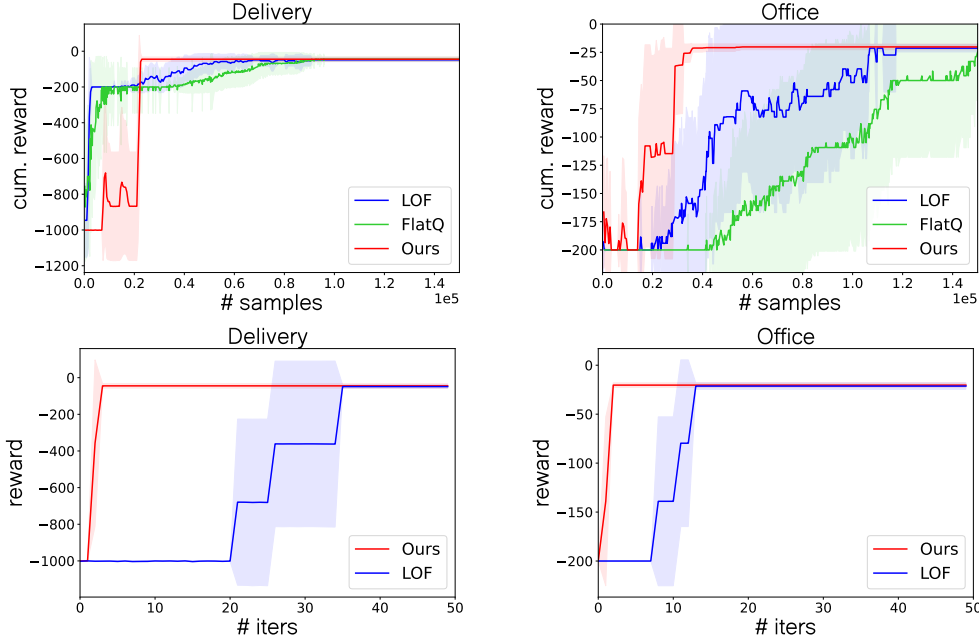 Delivery
cum. reward
0
−200
−400
−600
−800
−1000
−1200
LOF
FlatQ
Ours
0.0 0.2 0.4 0.6 0.8 1.0 1.2 1.4
1e5
# samples
Office
cum. reward
0
−25
−50
−75
−100
−125
−150
−175
−200
LOF
FlatQ
Ours
0.0 0.2 0.4 0.6 0.8 1.0 1.2 1.4
1e5
# samples
Delivery
reward
0
−200
−400
−600
−800
−1000
Ours
LOF
0 10 20 30 40 50
# iters
Office
reward
0
−50
−100
−150
−200
Ours
LOF
0 10 20 30 40 50
# iters